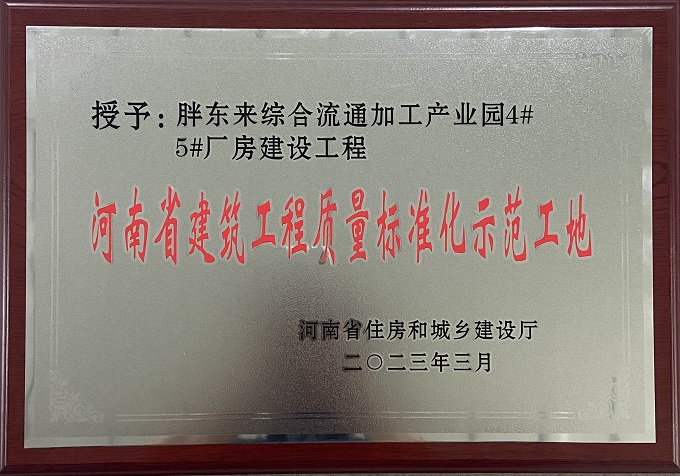 授予：胖东来综合流通加工产业园4#
5#厂房建设工程
河南省建筑工程质量标准化示范工地
河南省住房和城乡建设厅
二〇二三年三月